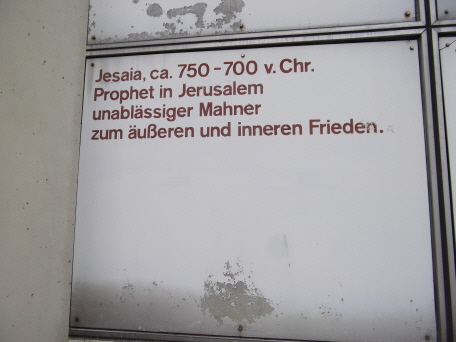 Jesaia, ca. 750-700 v. Chr.
Prophet in Jerusalem
unablässiger Mahner
zum äußeren und inneren Frieden.